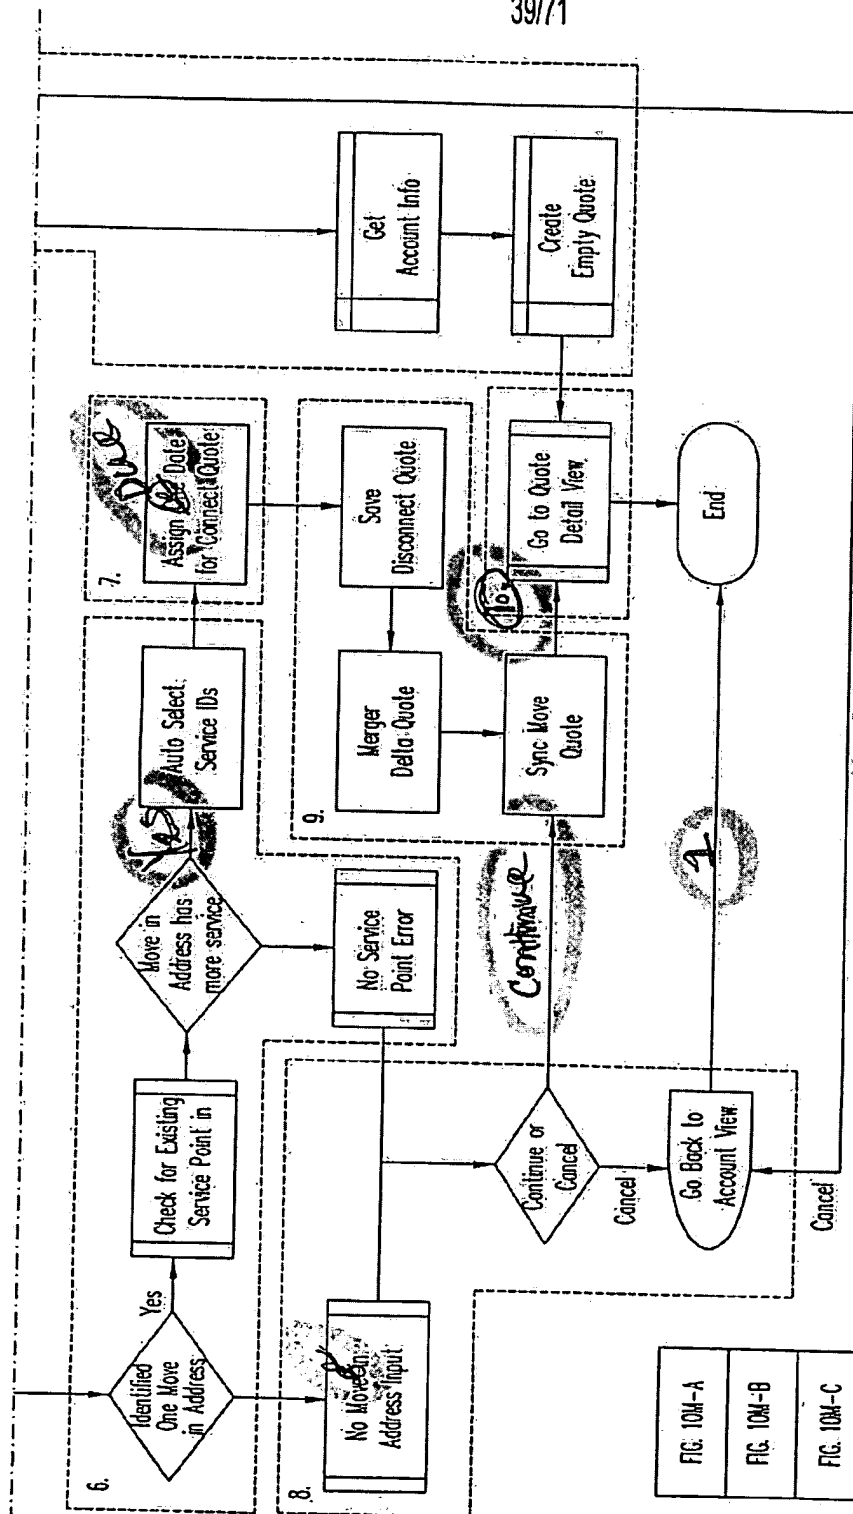 39/71
6.
Identified
One Move
in Address
Yes
Check for Existing
Service Point in
Move in
Address has
more service
Yes
Auto Select
Service IDs
7.
Due
Assign Date
for Connect Quote
8.
No Move In
Address Input
No Service
Point Error
Continue or
Cancel
Continue
Cancel
Go Back to
Account View
Cancel
9.
Save
Disconnect Quote
Merger
Delta Quote
Sync Move
Quote
10.
Go to Quote
Detail View
End
Get
Account Info
Create
Empty Quote
FIG. 10M-A
FIG. 10M-B
FIG. 10M-C